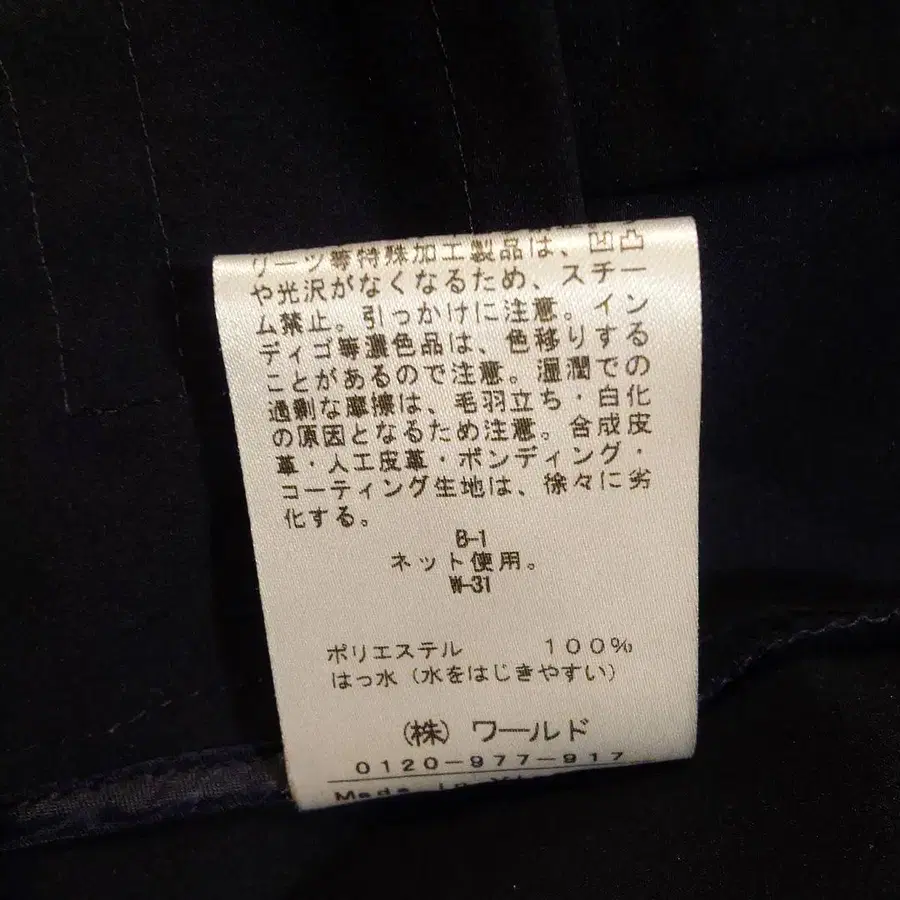 リーツ等特殊加工製品は、凹凸
や光沢がなくなるため、スチー
ム禁止。引っかけに注意。イン
ディゴ等濃色品は、色移りする
ことがあるので注意。湿潤での
過剰な摩擦は、毛羽立ち・白化
の原因となるため注意。合成皮
革・人工皮革・ボンディング・
コーティング生地は、徐々に劣
化する。
B-1
ネット使用。
W-31
ポリエステル 100%
はっ水（水をはじきやすい）
（株）ワールド
0120-977-917
Made in